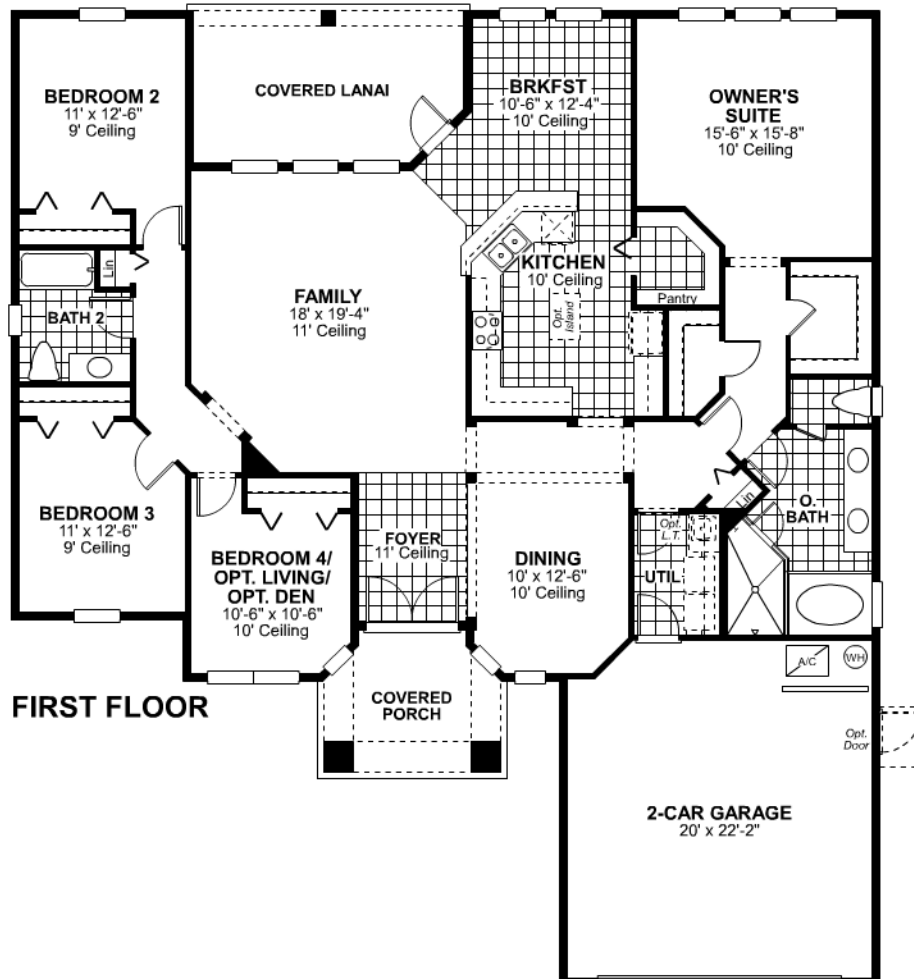 BEDROOM 2
11' x 12'-6"
9' Ceiling
COVERED LANAI
BRKFST
10'-6" x 12'-4"
10' Ceiling
OWNER'S
SUITE
15'-6" x 15'-8"
10' Ceiling
Lin
BATH 2
FAMILY
18' x 19'-4"
11' Ceiling
KITCHEN
10' Ceiling
Opt.
Island
Pantry
BEDROOM 3
11' x 12'-6"
9' Ceiling
BEDROOM 4/
OPT. LIVING/
OPT. DEN
10'-6" x 10'-6"
10' Ceiling
FOYER
11' Ceiling
DINING
10' x 12'-6"
10' Ceiling
Opt.
L.T.
UTIL
Lin
O.
BATH
FIRST FLOOR
COVERED
PORCH
A/C
WH
Opt.
Door
2-CAR GARAGE
20' x 22'-2"